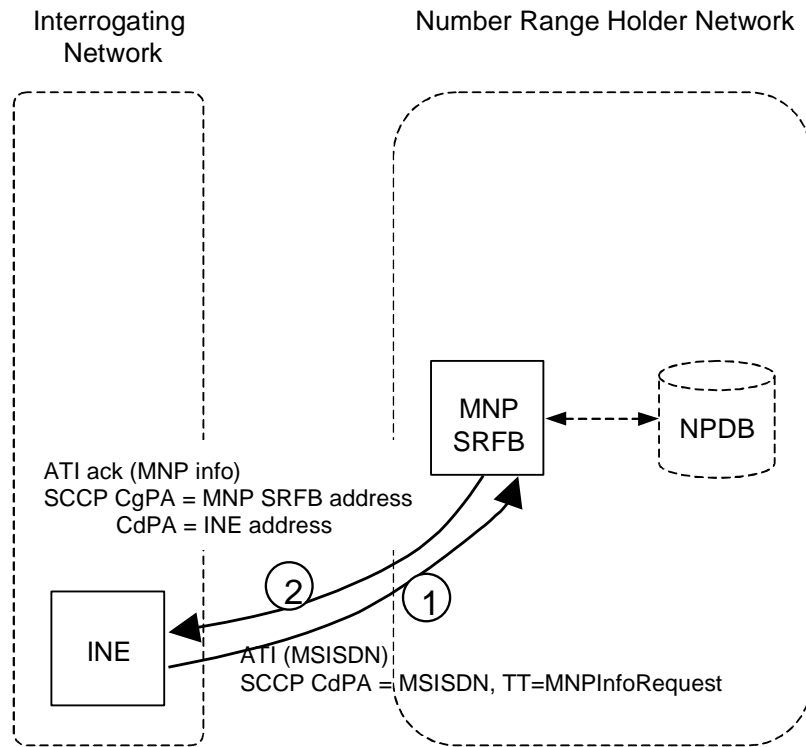 Interrogating
Network
Number Range Holder Network
MNP
SRFB
NPDB
ATI ack (MNP info)
SCCP CgPA = MNP SRFB address
CdPA = INE address
2
1
INE
ATI (MSISDN)
SCCP CdPA = MSISDN, TT=MNPInfoRequest